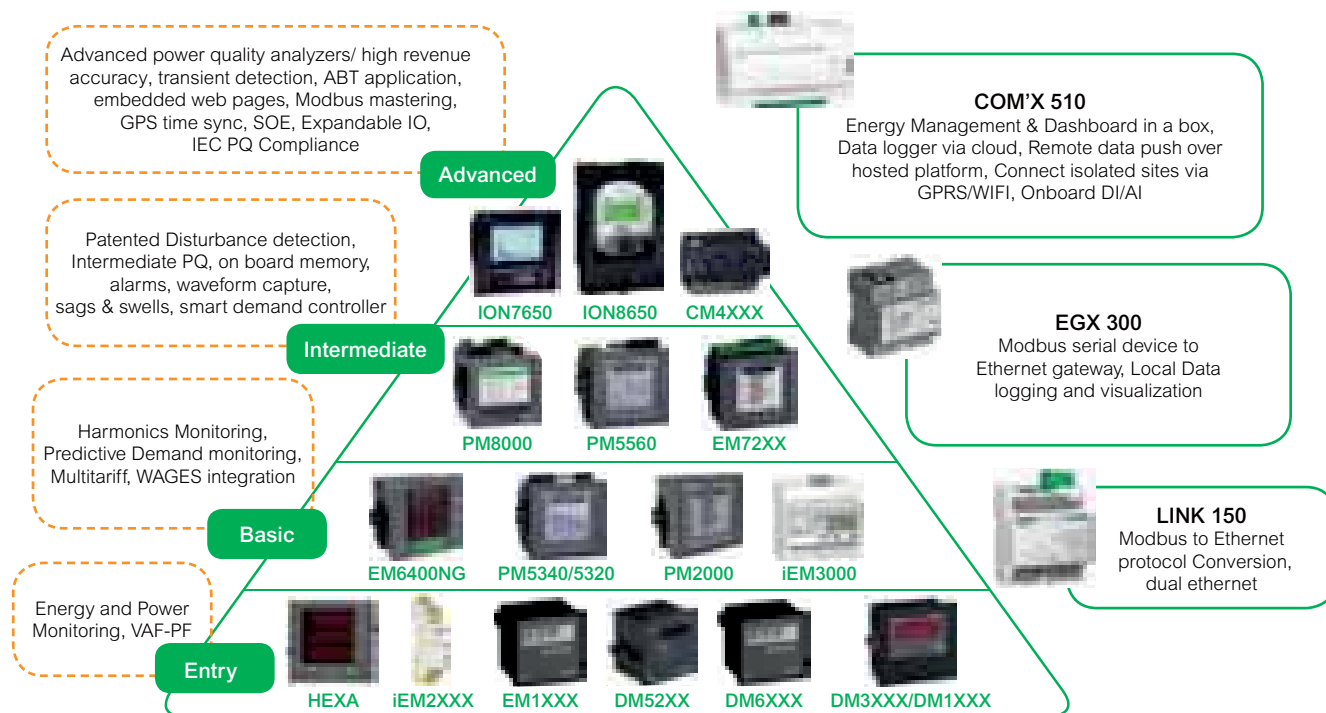 Advanced power quality analyzers/ high revenue
accuracy, transient detection, ABT application,
embedded web pages, Modbus mastering,
GPS time sync, SOE, Expandable IO,
IEC PQ Compliance
Advanced
ION7650
ION8650
CM4XXX
Patented Disturbance detection,
Intermediate PQ, on board memory,
alarms, waveform capture,
sags & swells, smart demand controller
Intermediate
PM8000
PM5560
EM72XX
Harmonics Monitoring,
Predictive Demand monitoring,
Multitariff, WAGES integration
Basic
EM6400NG
PM5340/5320
PM2000
iEM3000
Energy and Power
Monitoring, VAF-PF
Entry
HEXA
iEM2XXX
EM1XXX
DM52XX
DM6XXX
DM3XXX/DM1XXX
COM'X 510
Energy Management & Dashboard in a box,
Data logger via cloud, Remote data push over
hosted platform, Connect isolated sites via
GPRS/WIFI, Onboard DI/AI
EGX 300
Modbus serial device to
Ethernet gateway, Local Data
logging and visualization
LINK 150
Modbus to Ethernet
protocol Conversion,
dual ethernet